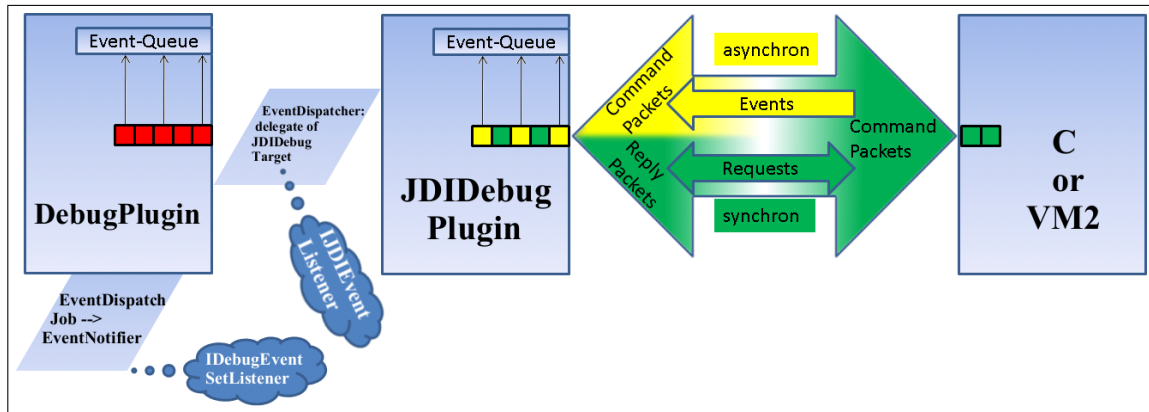 Event-Queue
DebugPlugin
EventDispatch
Job -->
EventNotifier
IDebugEvent
SetListener
EventDispatcher:
delegate of
JDIDebug
Target
IJDIEvent
Listener
Event-Queue
JDIDebug
Plugin
Command
Packets
Reply
Packets
asynchron
Events
Requests
synchron
Command
Packets
C
or
VM2